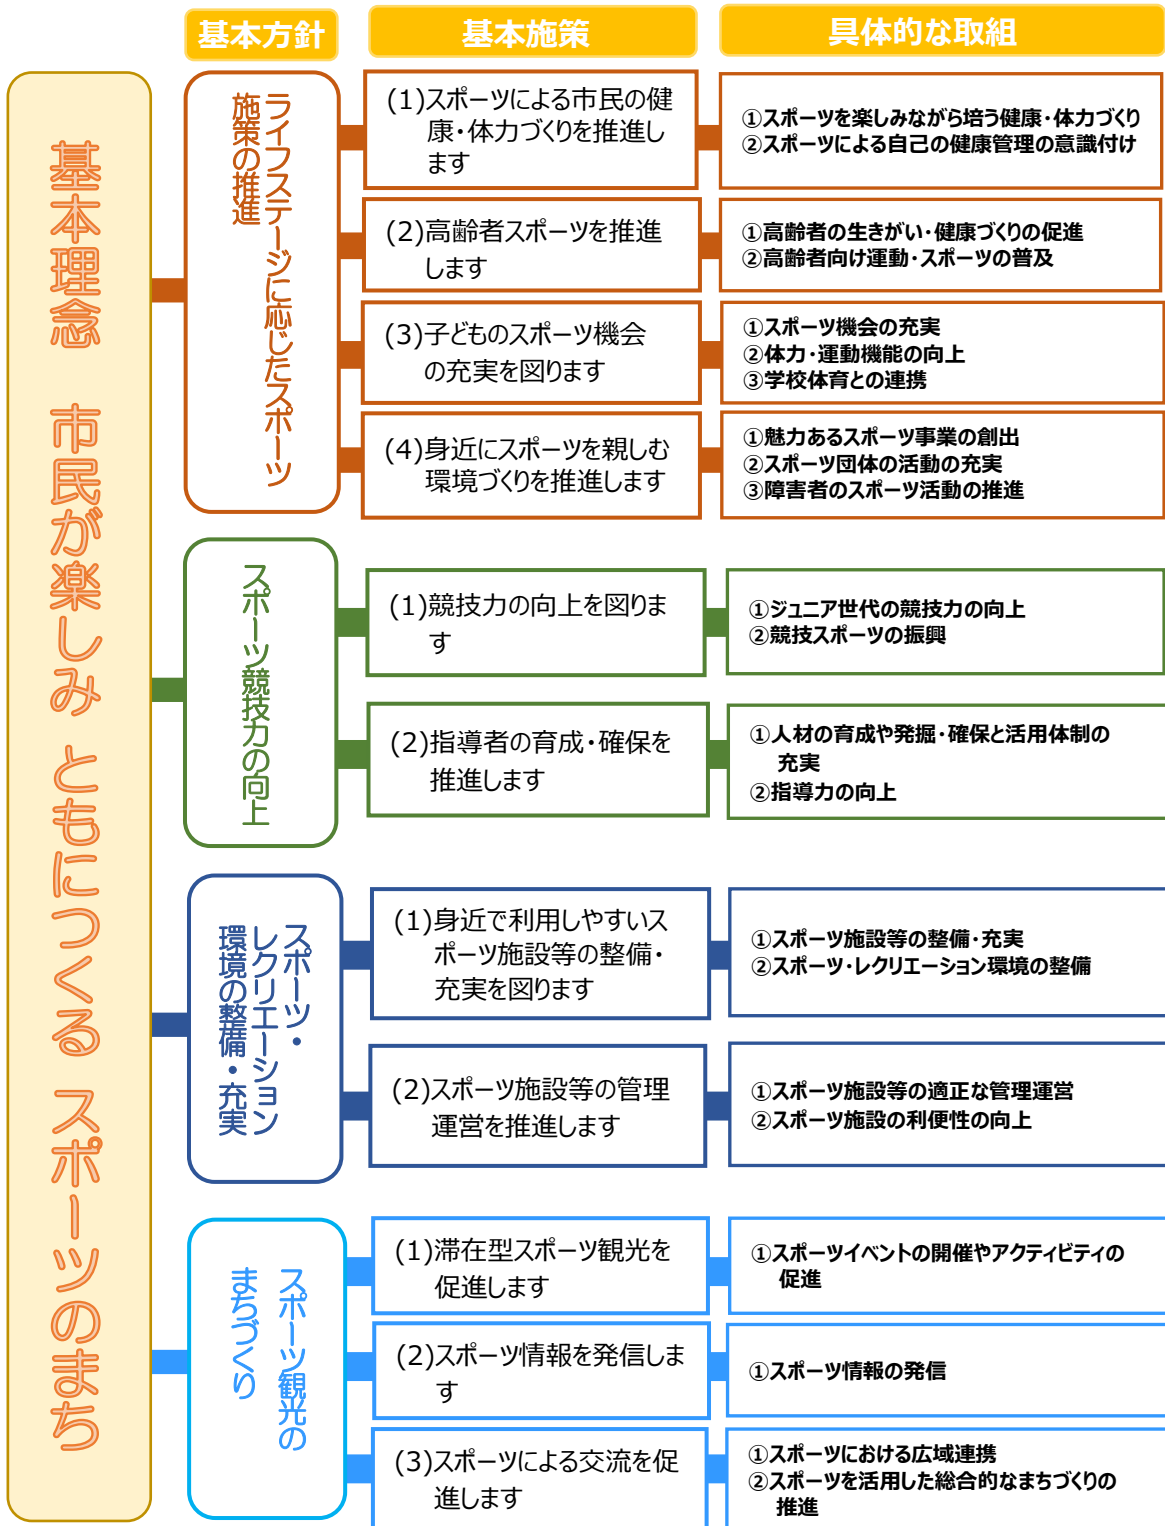 基本方針
基本施策
具体的な取組
基本理念　市民が楽しみ ともにつくる スポーツのまち
ライフステージに応じたスポーツ
施策の推進
(1)スポーツによる市民の健
康・体力づくりを推進し
ます
①スポーツを楽しみながら培う健康・体力づくり
②スポーツによる自己の健康管理の意識付け
(2)高齢者スポーツを推進
します
①高齢者の生きがい・健康づくりの促進
②高齢者向け運動・スポーツの普及
(3)子どものスポーツ機会
の充実を図ります
①スポーツ機会の充実
②体力・運動機能の向上
③学校体育との連携
(4)身近にスポーツを親しむ
環境づくりを推進します
①魅力あるスポーツ事業の創出
②スポーツ団体の活動の充実
③障害者のスポーツ活動の推進
スポーツ競技力の向上
(1)競技力の向上を図りま
す
①ジュニア世代の競技力の向上
②競技スポーツの振興
(2)指導者の育成・確保を
推進します
①人材の育成や発掘・確保と活用体制の
充実
②指導力の向上
スポーツ・
レクリエーション
環境の整備・充実
(1)身近で利用しやすいス
ポーツ施設等の整備・
充実を図ります
①スポーツ施設等の整備・充実
②スポーツ・レクリエーション環境の整備
(2)スポーツ施設等の管理
運営を推進します
①スポーツ施設等の適正な管理運営
②スポーツ施設の利便性の向上
スポーツ観光の
まちづくり
(1)滞在型スポーツ観光を
促進します
①スポーツイベントの開催やアクティビティの
促進
(2)スポーツ情報を発信しま
す
①スポーツ情報の発信
(3)スポーツによる交流を促
進します
①スポーツにおける広域連携
②スポーツを活用した総合的なまちづくりの
推進